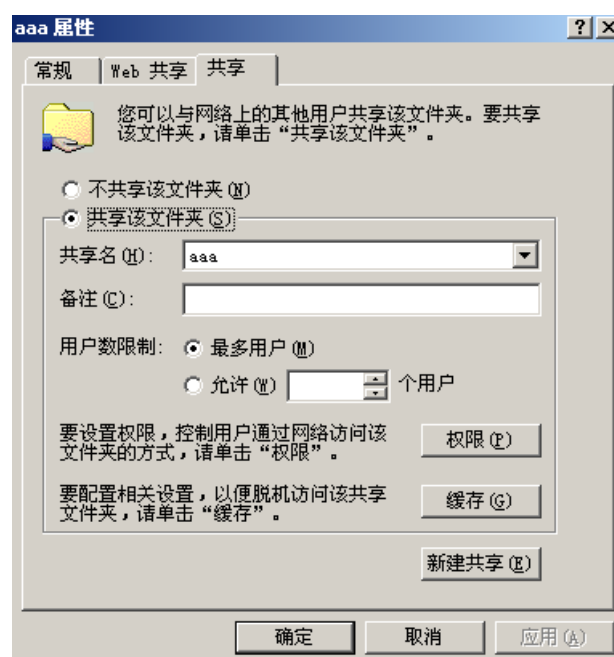 aaa 属性
常规 Web 共享 共享
您可以与网络上的其他用户共享该文件夹。要共享
该文件夹，请单击“共享该文件夹”。
不共享该文件夹(N)
共享该文件夹(S)
共享名(H): aaa
备注(C):
用户数限制: 最多用户(M)
允许(W) 个用户
要设置权限，控制用户通过网络访问该
文件夹的方式，请单击“权限”。
权限(P)
要配置相关设置，以便脱机访问该共享
文件夹，请单击“缓存”。
缓存(G)
新建共享(E)
确定 取消 应用(A)